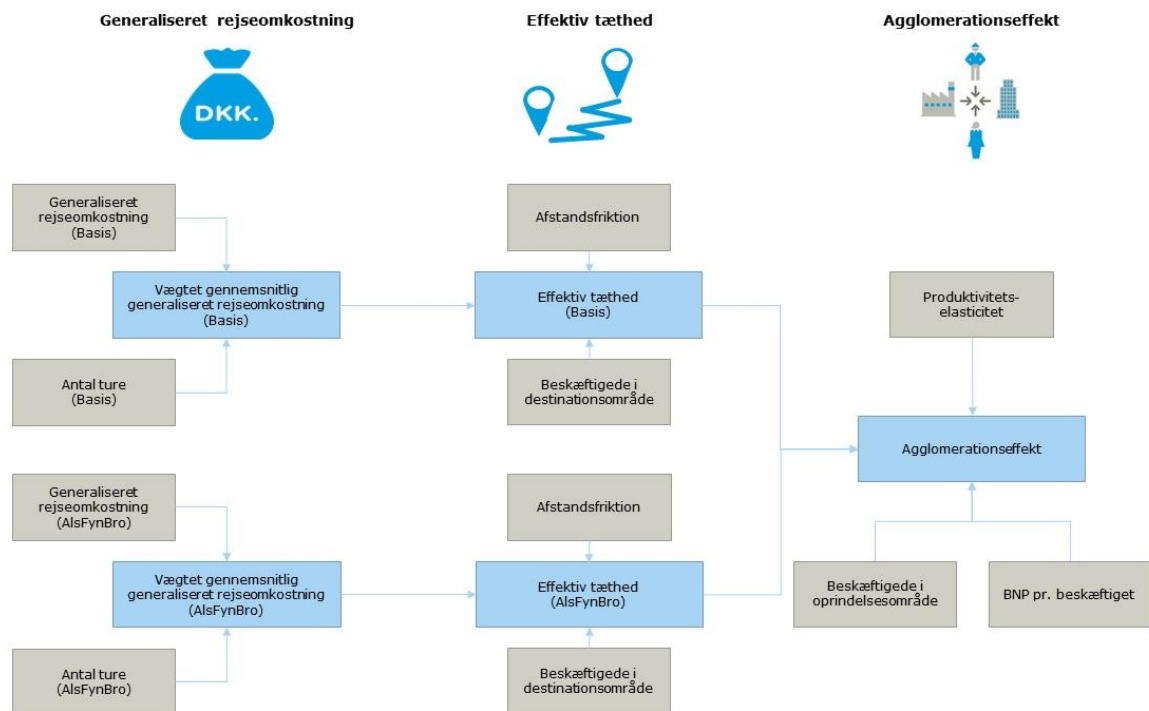 Generaliseret rejseomkostning
Effektiv tæthed
Agglomerationseffekt
DKK.
Generaliseret
rejseomkostning
(Basis)
Afstandsfriktion
Vægtet gennemsnitlig
generaliseret rejseomkostning
(Basis)
Effektiv tæthed
(Basis)
Produktivitets-
elasticitet
Antal ture
(Basis)
Beskæftigede i
destinationsområde
Agglomerationseffekt
Generaliseret
rejseomkostning
(AlsFynBro)
Afstandsfriktion
Vægtet gennemsnitlig
generaliseret rejseomkostning
(AlsFynBro)
Effektiv tæthed
(AlsFynBro)
Beskæftigede i
oprindelsesområde
BNP pr. beskæftiget
Antal ture
(AlsFynBro)
Beskæftigede i
destinationsområde